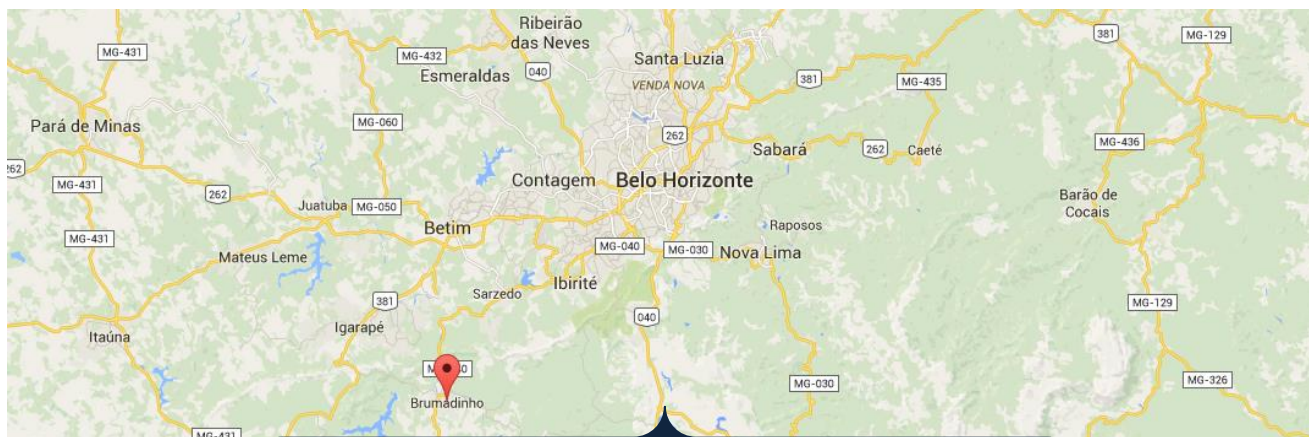 MG-431
MG-432
Ribeirão
das Neves
Esmeraldas
040
Santa Luzia
VENDA NOVA
381
MG-435
381
MG-129
Pará de Minas
MG-060
262
Sabará
262
Caeté
MG-436
262
MG-431
262
Contagem
Belo Horizonte
Barão de
Cocais
Juatuba
MG-050
Betim
Raposos
MG-431
Mateus Leme
MG-040
MG-030
Nova Lima
Ibirité
Sarzedo
381
MG-129
Igarapé
040
Itaúna
Brumadinho
MG-030
MG-326
MG-431